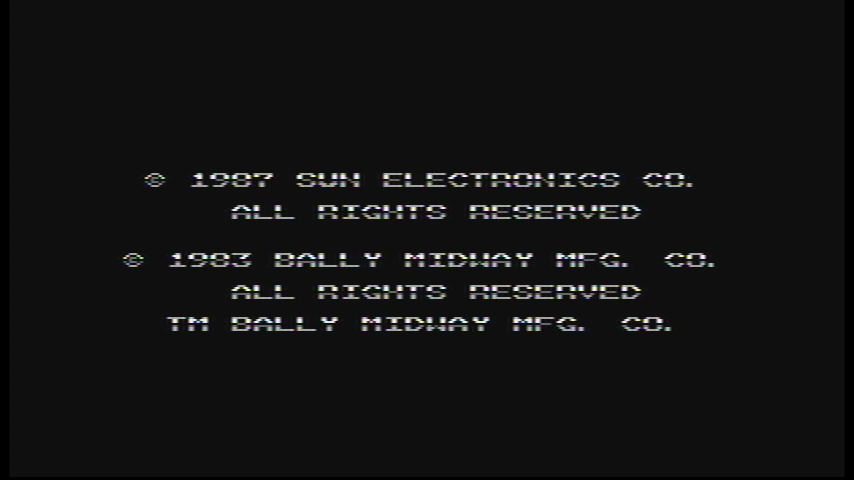 © 1987 SUN ELECTRONICS CO.
ALL RIGHTS RESERVED
© 1983 BALLY MIDWAY MFG. CO.
ALL RIGHTS RESERVED
TM BALLY MIDWAY MFG. CO.